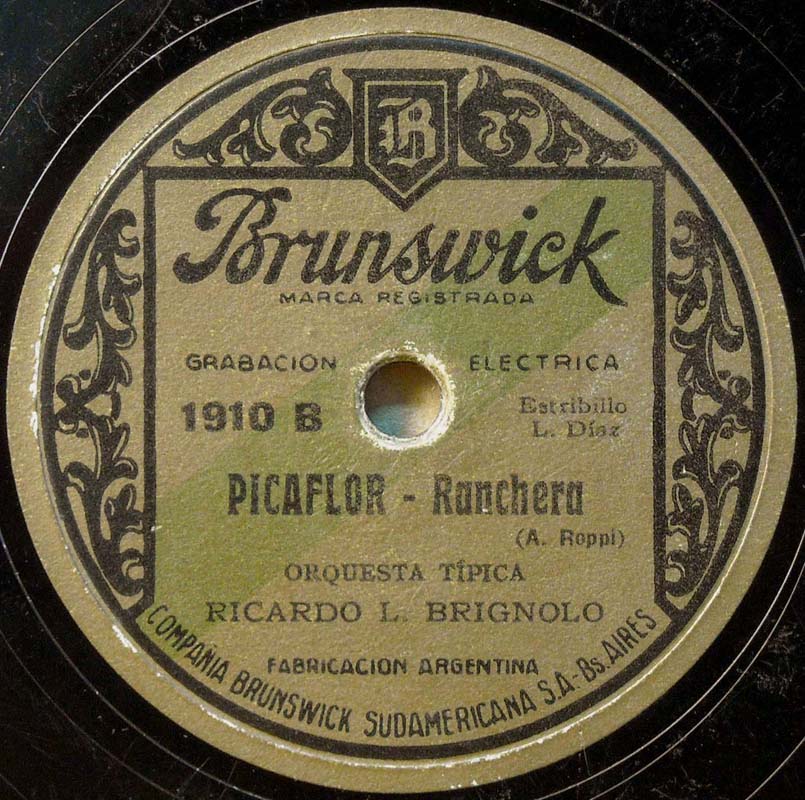 B
Brunswick
MARCA REGISTRADA
GRABACION ELECTRICA
1910 B
Estribillo
L. Díaz
PICAFLOR - Ranchera
(A. Roppi)
ORQUESTA TÍPICA
RICARDO L. BRIGNOLO
FABRICACION ARGENTINA
COMPAÑIA BRUNSWICK SUDAMERICANA S.A.-Bs. AIRES